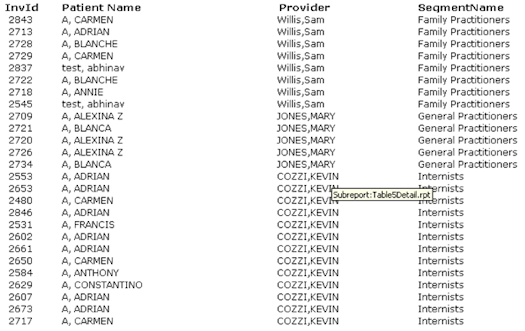 InvId Patient Name Provider SegmentName
2843 A, CARMEN Willis,Sam Family Practitioners
2713 A, ADRIAN Willis,Sam Family Practitioners
2728 A, BLANCHE Willis,Sam Family Practitioners
2729 A, CARMEN Willis,Sam Family Practitioners
2837 test, abhinav Willis,Sam Family Practitioners
2722 A, BLANCHE Willis,Sam Family Practitioners
2718 A, ANNIE Willis,Sam Family Practitioners
2545 test, abhinav Willis,Sam Family Practitioners
2709 A, ALEXINA Z JONES,MARY General Practitioners
2721 A, BLANCA JONES,MARY General Practitioners
2720 A, ALEXINA Z JONES,MARY General Practitioners
2726 A, ALEXINA Z JONES,MARY General Practitioners
2734 A, BLANCA JONES,MARY General Practitioners
2553 A, ADRIAN COZZI,KEVIN Internists
2653 A, ADRIAN COZZI,KEVIN Internists
Subreport:Table5Detail.rpt
2480 A, CARMEN COZZI,KEVIN Internists
2846 A, ADRIAN COZZI,KEVIN Internists
2531 A, FRANCIS COZZI,KEVIN Internists
2602 A, ADRIAN COZZI,KEVIN Internists
2661 A, ADRIAN COZZI,KEVIN Internists
2650 A, CARMEN COZZI,KEVIN Internists
2584 A, ANTHONY COZZI,KEVIN Internists
2629 A, CONSTANTINO COZZI,KEVIN Internists
2607 A, ADRIAN COZZI,KEVIN Internists
2673 A, ADRIAN COZZI,KEVIN Internists
2717 A, CARMEN COZZI,KEVIN Internists